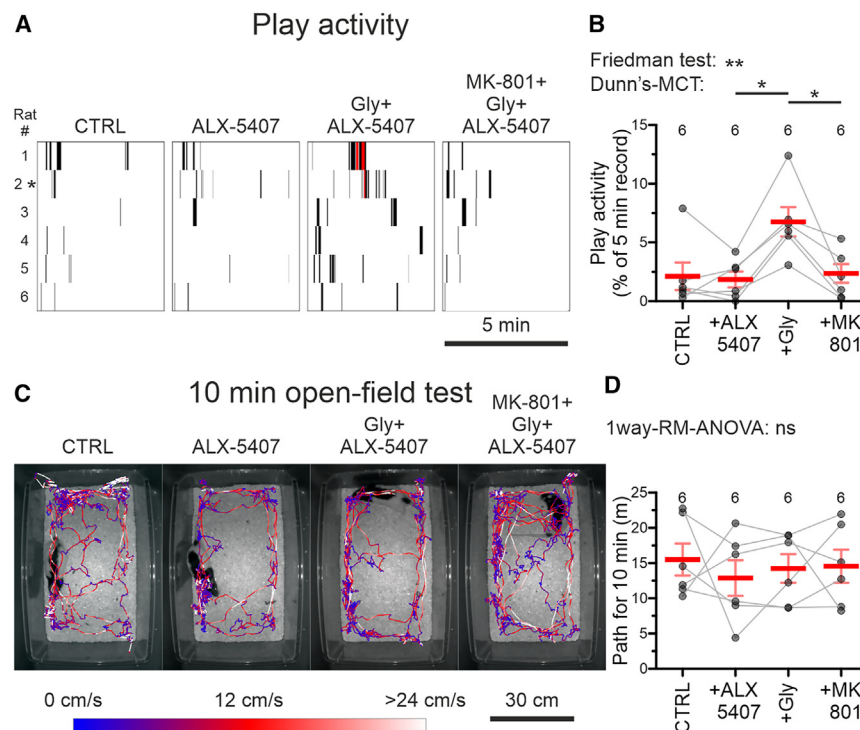 A
Play activity
Rat
#
CTRL
ALX-5407
Gly+
ALX-5407
MK-801+
Gly+
ALX-5407
1
2 *
3
4
5
6
5 min
B
Friedman test: **
Dunn's-MCT: * *
6 6 6 6
Play activity
(% of 5 min record)
15
10
5
0
CTRL
+ALX
5407
+Gly
+MK
801
C
10 min open-field test
CTRL
ALX-5407
Gly+
ALX-5407
MK-801+
Gly+
ALX-5407
0 cm/s 12 cm/s >24 cm/s
30 cm
D
1way-RM-ANOVA: ns
6 6 6 6
Path for 10 min (m)
25
20
15
10
5
0
CTRL
+ALX
5407
+Gly
+MK
801